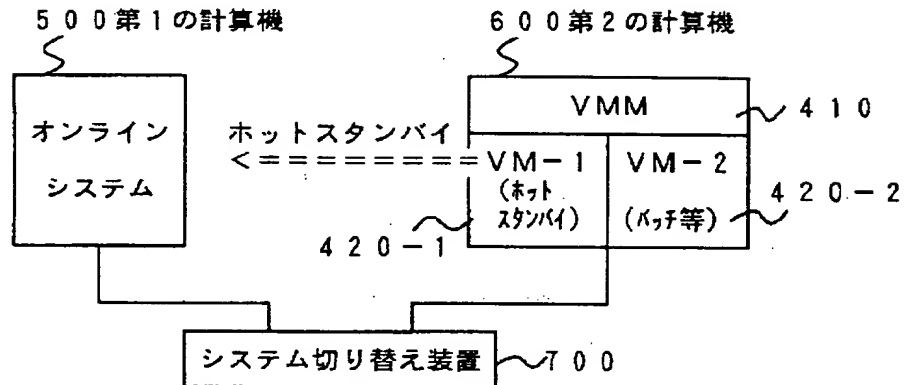 500第1の計算機
600第2の計算機
VMM
410
オンライン
システム
ホットスタンバイ
<========
VM-1
(ホット
スタンバイ)
VM-2
(バッチ等)
420-2
420-1
システム切り替え装置
700